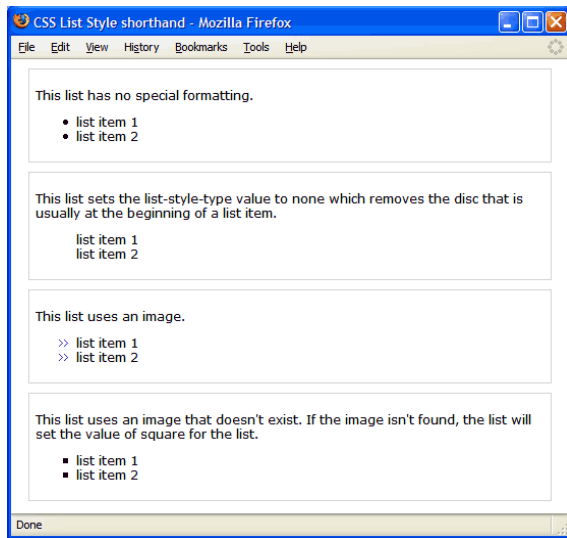 CSS List Style shorthand - Mozilla Firefox
File Edit View History Bookmarks Tools Help
This list has no special formatting.
• list item 1
• list item 2
This list sets the list-style-type value to none which removes the disc that is
usually at the beginning of a list item.
list item 1
list item 2
This list uses an image.
>> list item 1
>> list item 2
This list uses an image that doesn't exist. If the image isn't found, the list will
set the value of square for the list.
▪ list item 1
▪ list item 2
Done